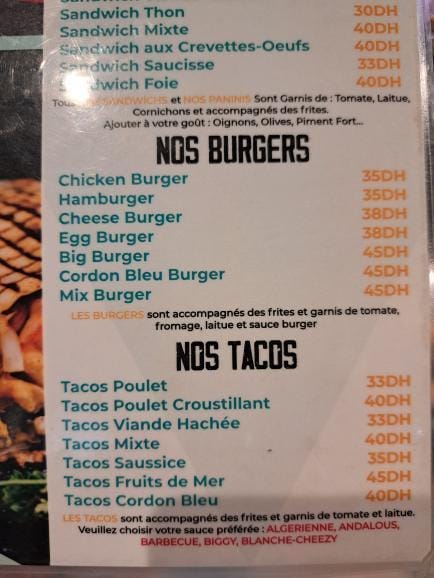 Sandwich Thon 30DH
Sandwich Mixte 40DH
Sandwich aux Crevettes-Oeufs 40DH
Sandwich Saucisse 33DH
Sandwich Foie 40DH
SANDWICHS et NOS PANINIS Sont Garnis de : Tomate, Laitue,
Cornichons et accompagnés des frites.
Ajouter à votre goût : Oignons, Olives, Piment Fort...
NOS BURGERS
Chicken Burger 35DH
Hamburger 35DH
Cheese Burger 38DH
Egg Burger 38DH
Big Burger 45DH
Cordon Bleu Burger 45DH
Mix Burger 45DH
LES BURGERS sont accompagnés des frites et garnis de tomate,
fromage, laitue et sauce burger
NOS TACOS
Tacos Poulet 33DH
Tacos Poulet Croustillant 40DH
Tacos Viande Hachée 33DH
Tacos Mixte 40DH
Tacos Saussice 35DH
Tacos Fruits de Mer 45DH
Tacos Cordon Bleu 40DH
LES TACOS sont accompagnés des frites et garnis de tomate et laitue.
Veuillez choisir votre sauce préférée : ALGERIENNE, ANDALOUS,
BARBECUE, BIGGY, BLANCHE-CHEEZY